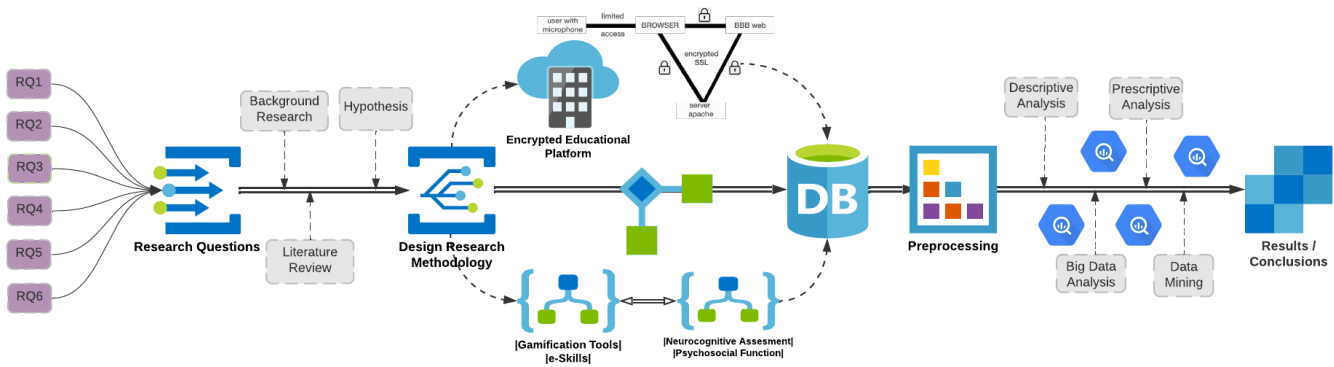 RQ1
RQ2
RQ3
RQ4
RQ5
RQ6
Research Questions
Background
Research
Hypothesis
Literature
Review
Design Research
Methodology
user with
microphone
limited
access
BROWSER
BBB web
encrypted
SSL
server
apache
Encrypted Educational
Platform
|Gamification Tools|
|e-Skills|
|Neurocognitive Assesment|
|Psychosocial Function|
DB
Preprocessing
Descriptive
Analysis
Prescriptive
Analysis
Big Data
Analysis
Data
Mining
Results /
Conclusions